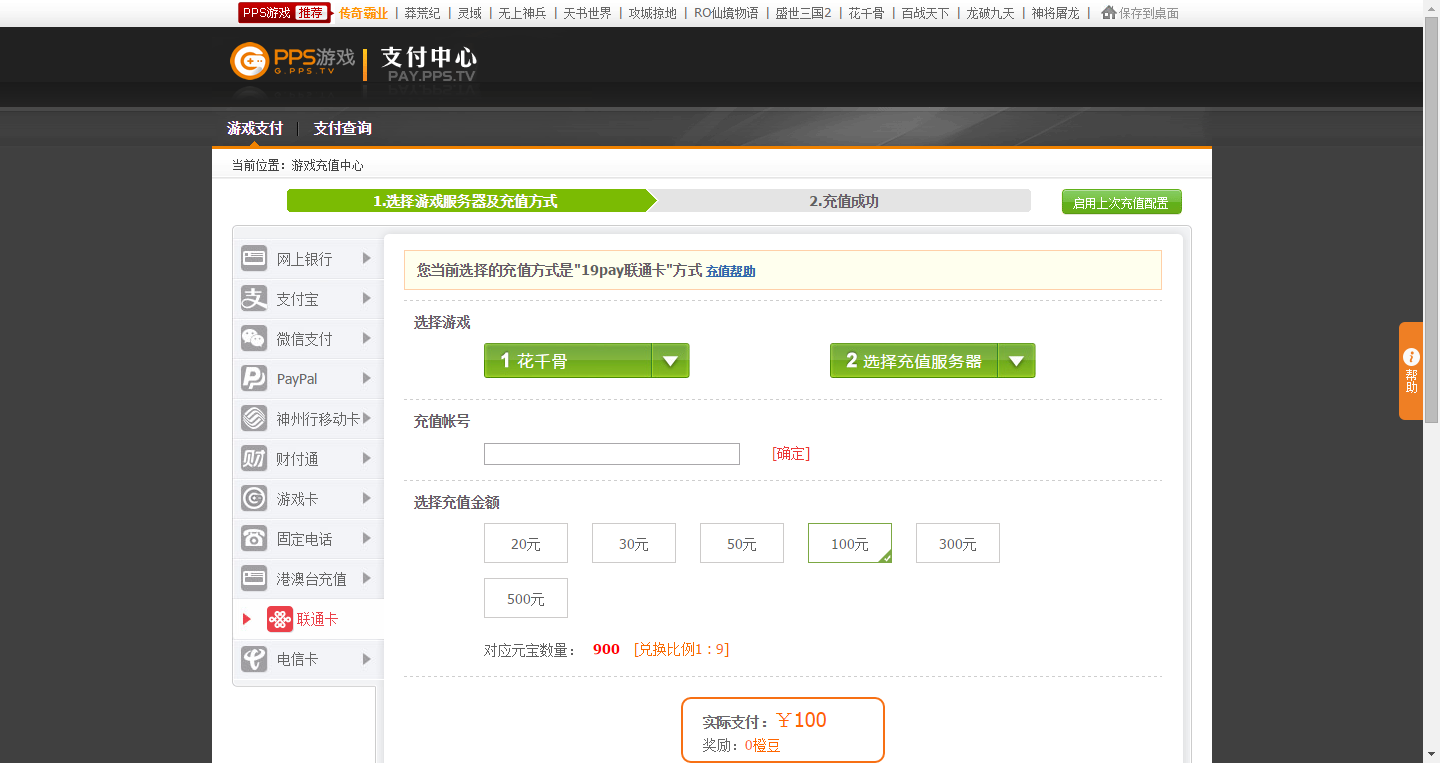 PPS游戏 推荐 传奇霸业 | 莽荒纪 | 灵域 | 无上神兵 | 天书世界 | 攻城掠地 | RO仙境物语 | 盛世三国2 | 花千骨 | 百战天下 | 龙破九天 | 神将屠龙 | 保存到桌面
PPS游戏 支付中心
G.PPS.TV PAY.PPS.TV
游戏支付 | 支付查询
当前位置：游戏充值中心
1.选择游戏服务器及充值方式 2.充值成功 启用上次充值配置
网上银行
支付宝
微信支付
PayPal
神州行移动卡
财付通
游戏卡
固定电话
港澳台充值
联通卡
电信卡
您当前选择的充值方式是"19pay联通卡"方式 充值帮助
选择游戏
1 花千骨 2 选择充值服务器
充值帐号
[确定]
选择充值金额
20元 30元 50元 100元 300元
500元
对应元宝数量： 900 [兑换比例1：9]
实际支付：￥100
奖励：0橙豆
帮助